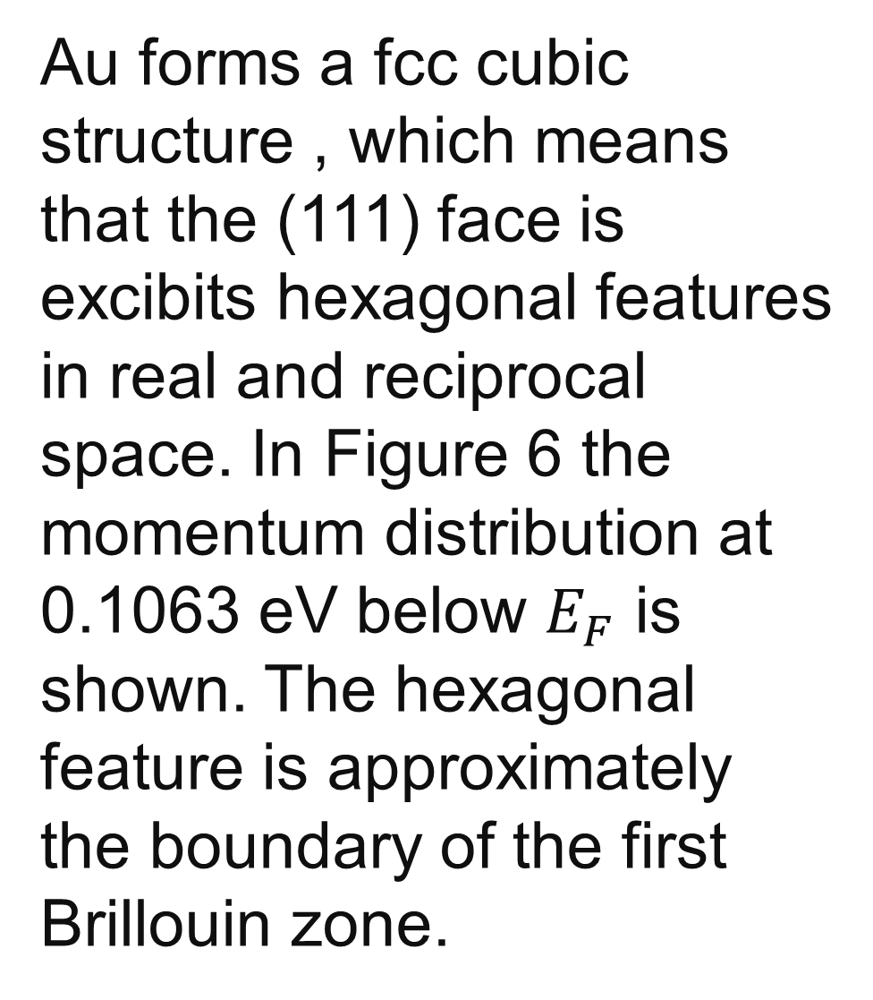 Au forms a fcc cubic
structure , which means
that the (111) face is
excibits hexagonal features
in real and reciprocal
space. In Figure 6 the
momentum distribution at
0.1063 eV below E_F is
shown. The hexagonal
feature is approximately
the boundary of the first
Brillouin zone.